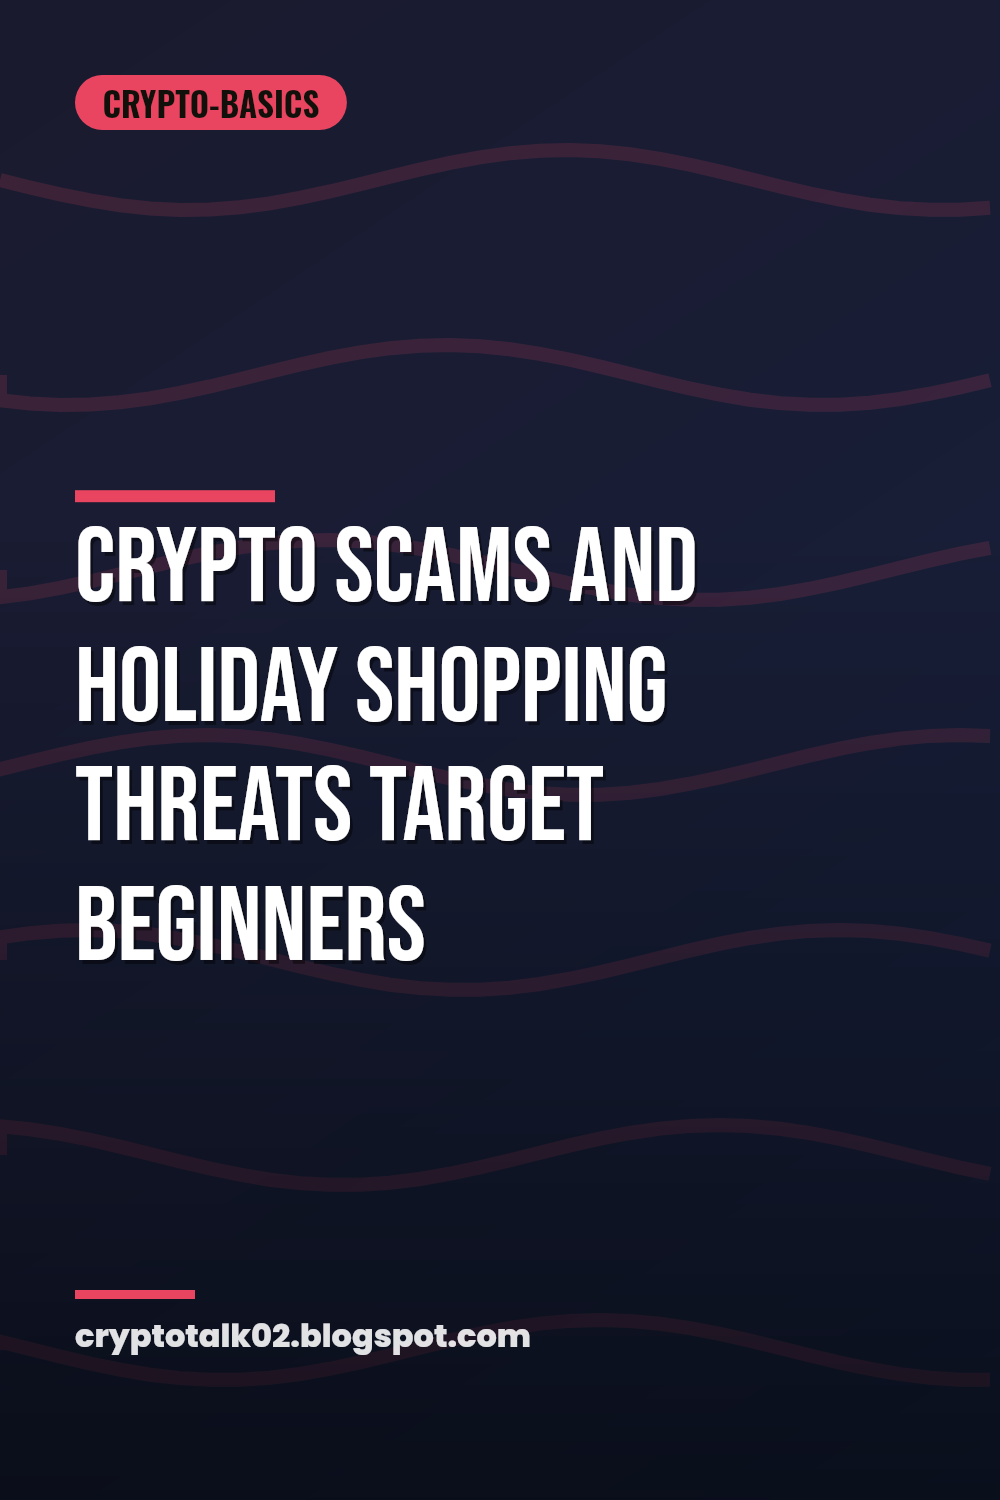 CRYPTO-BASICS
CRYPTO SCAMS AND
HOLIDAY SHOPPING
THREATS TARGET
BEGINNERS
cryptotalk02.blogspot.com